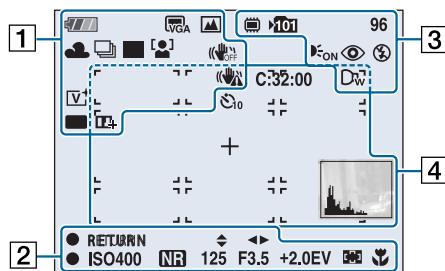 1
VGA
101
96
3
OFF
ON
C:32:00
W
V+
10
4
2
RETURN
ISO400 NR 125 F3.5 +2.0EV